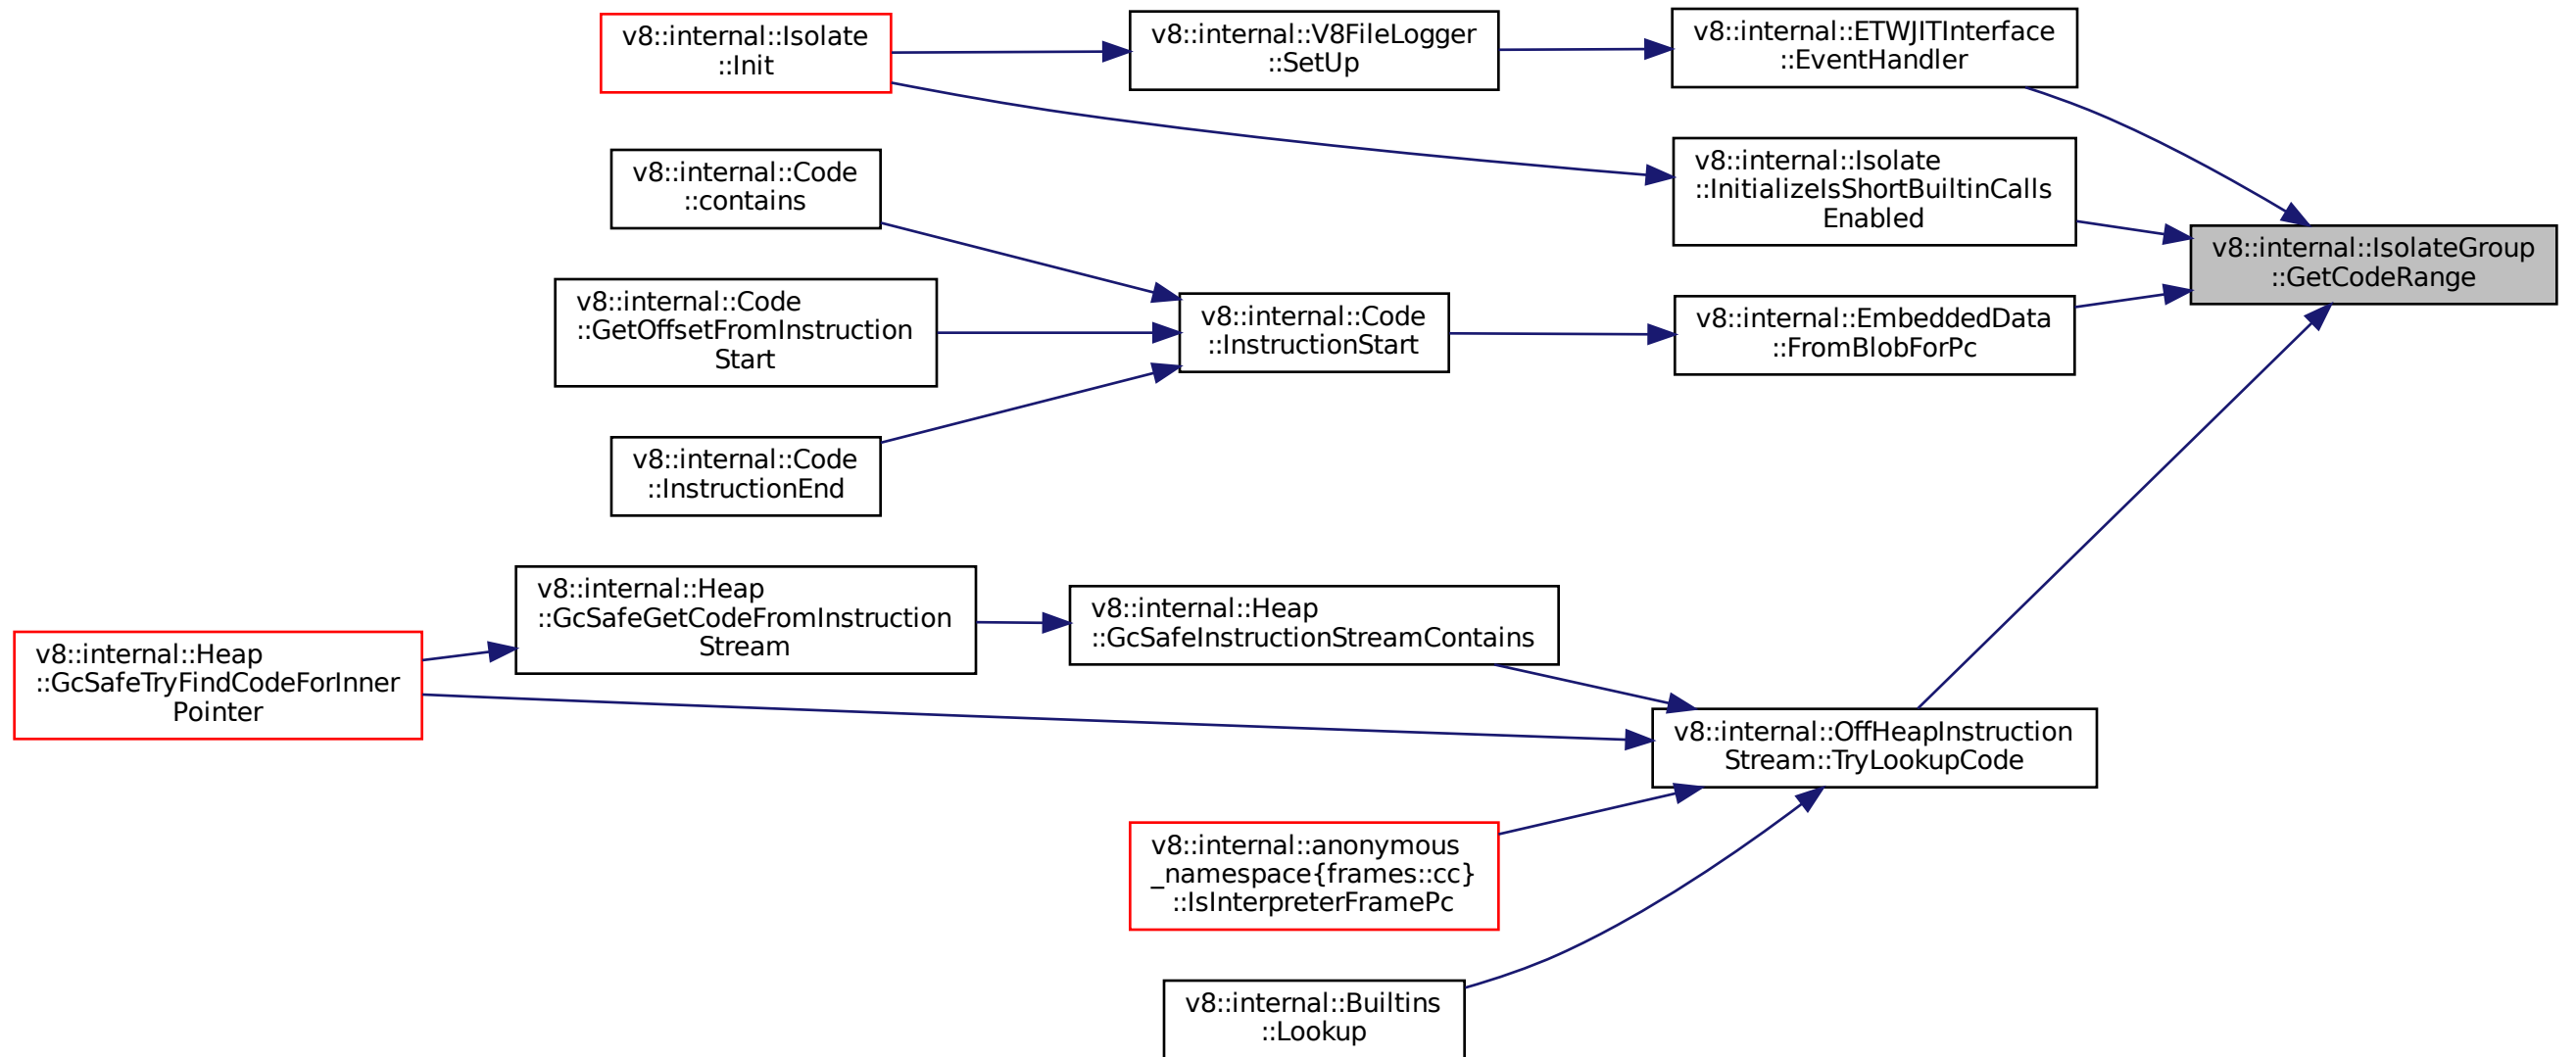 v8::internal::Isolate
::Init
v8::internal::V8FileLogger
::SetUp
v8::internal::ETWJITInterface
::EventHandler
v8::internal::Code
::contains
v8::internal::Isolate
::InitializeIsShortBuiltinCalls
Enabled
v8::internal::IsolateGroup
::GetCodeRange
v8::internal::Code
::GetOffsetFromInstruction
Start
v8::internal::Code
::InstructionStart
v8::internal::EmbeddedData
::FromBlobForPc
v8::internal::Code
::InstructionEnd
v8::internal::Heap
::GcSafeGetCodeFromInstruction
Stream
v8::internal::Heap
::GcSafeInstructionStreamContains
v8::internal::Heap
::GcSafeTryFindCodeForInner
Pointer
v8::internal::OffHeapInstruction
Stream::TryLookupCode
v8::internal::anonymous
_namespace{frames::cc}
::IsInterpreterFramePc
v8::internal::Builtins
::Lookup